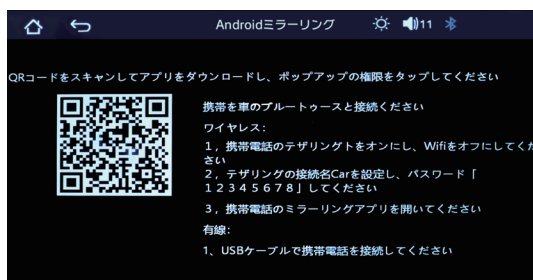 Androidミラーリング
11
QRコードをスキャンしてアプリをダウンロードし、ポップアップの権限をタップしてください
携帯を車のブルートゥースと接続ください
ワイヤレス：
1，携帯電話のテザリングトをオンにし、Wifiをオフにしてくだ
さい
2，テザリングの接続名Carを設定し、パスワード「
１２３４５６７８」してください
3，携帯電話のミラーリングアプリを開いてください
有線：
1、USBケーブルで携帯電話を接続してください